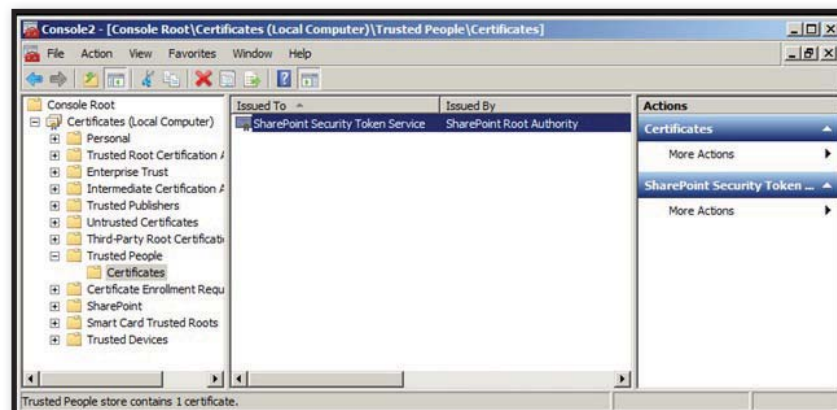 Console2 - [Console Root\Certificates (Local Computer)\Trusted People\Certificates]
File Action View Favorites Window Help
Console Root
Certificates (Local Computer)
Personal
Trusted Root Certification A
Enterprise Trust
Intermediate Certification A
Trusted Publishers
Untrusted Certificates
Third-Party Root Certificati
Trusted People
Certificates
Certificate Enrollment Requ
SharePoint
Smart Card Trusted Roots
Trusted Devices
Issued To Issued By
SharePoint Security Token Service SharePoint Root Authority
Actions
Certificates
More Actions
SharePoint Security Token ...
More Actions
Trusted People store contains 1 certificate.